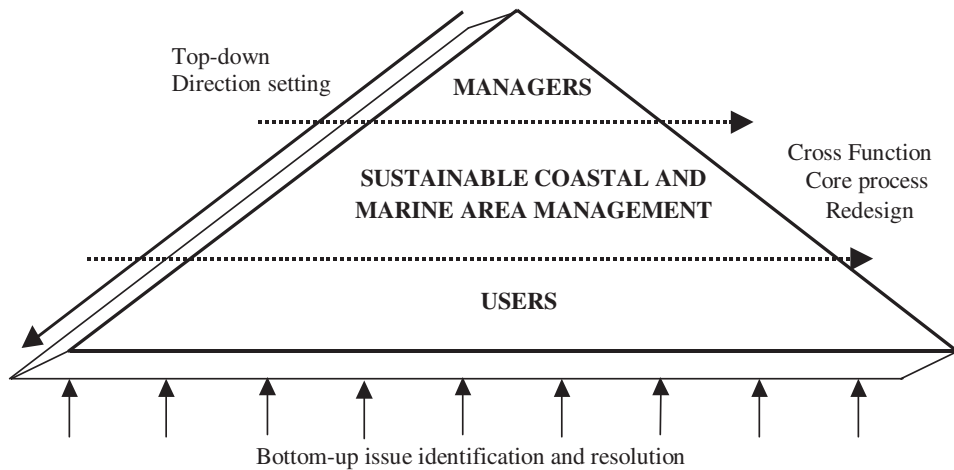 Top-down
Direction setting
MANAGERS
Cross Function
Core process
Redesign
SUSTAINABLE COASTAL AND
MARINE AREA MANAGEMENT
USERS
Bottom-up issue identification and resolution